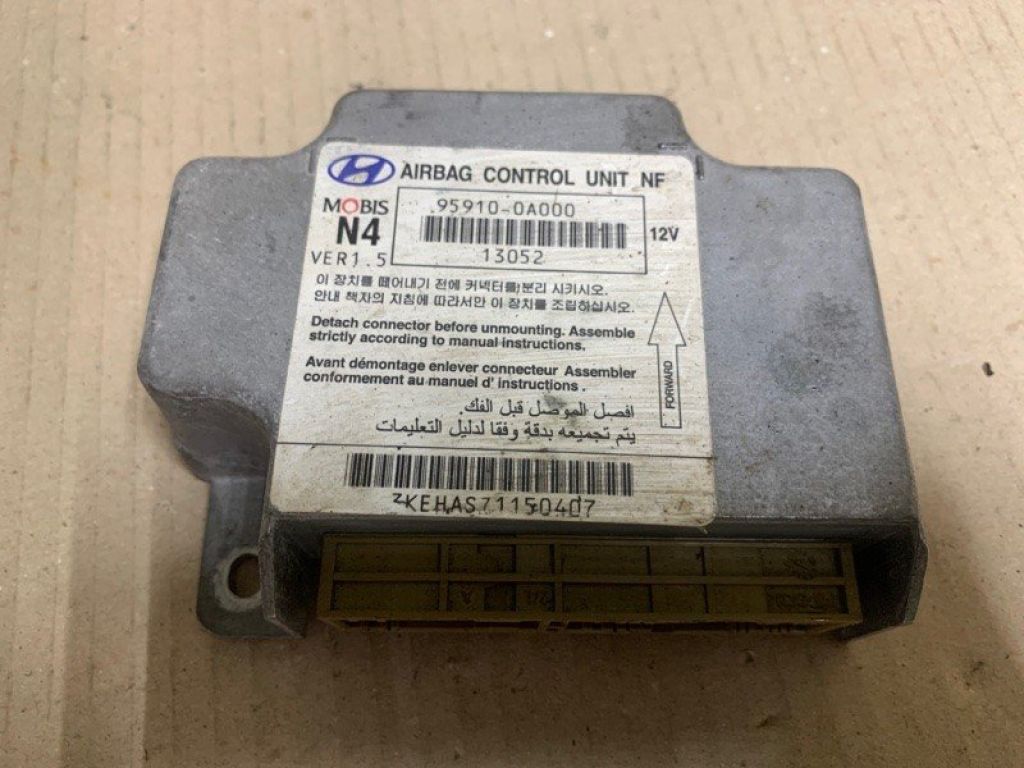 AIRBAG CONTROL UNIT NF
MOBIS
95910-0A000
N4
12V
VER1.5
13052
이 장치를 떼어내기 전에 커넥터를 분리 시키시오.
안내 책자의 지침에 따라서만 이 장치를 조립하십시오.
Detach connector before unmounting. Assemble
strictly according to manual instructions.
Avant démontage enlever connecteur Assembler
conformement au manuel d' instructions .
FORWARD
افصل الموصل قبل الفك.
يتم تجميعه بدقة وفقا لدليل التعليمات
ZKEHAS71150407